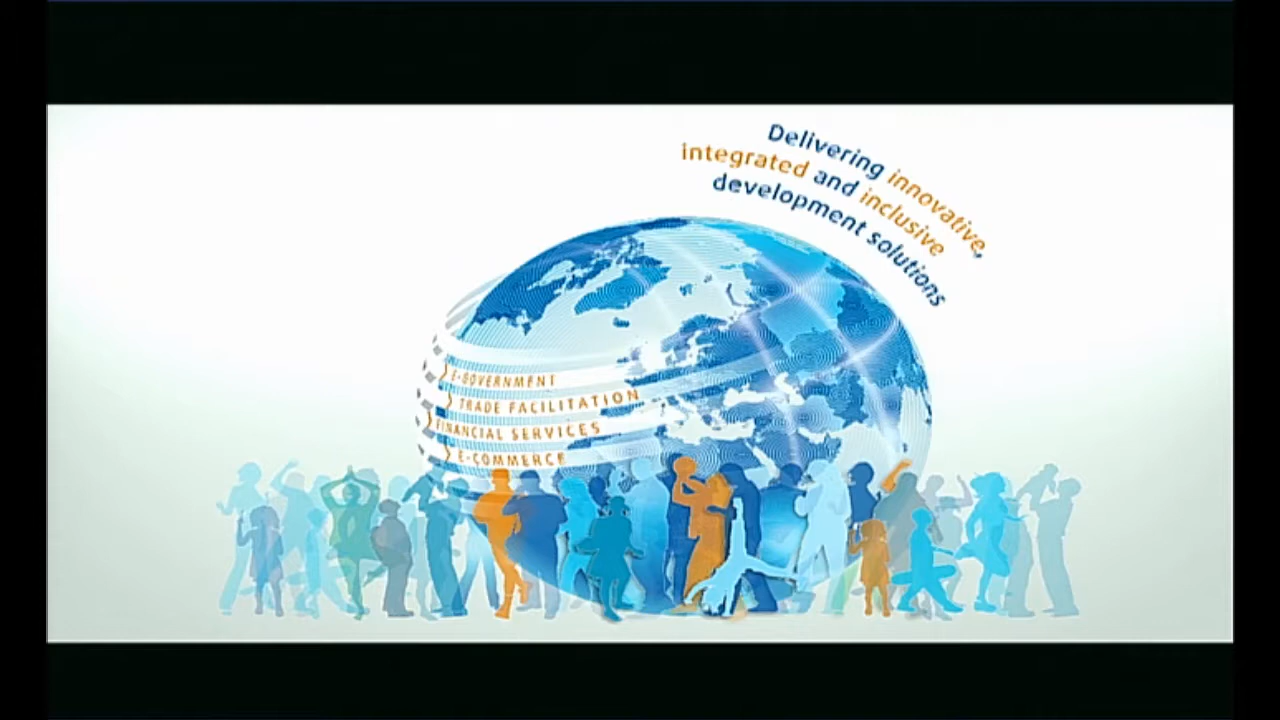 Delivering innovative,
integrated and inclusive
development solutions
E-GOVERNMENT
TRADE FACILITATION
FINANCIAL SERVICES
E-COMMERCE